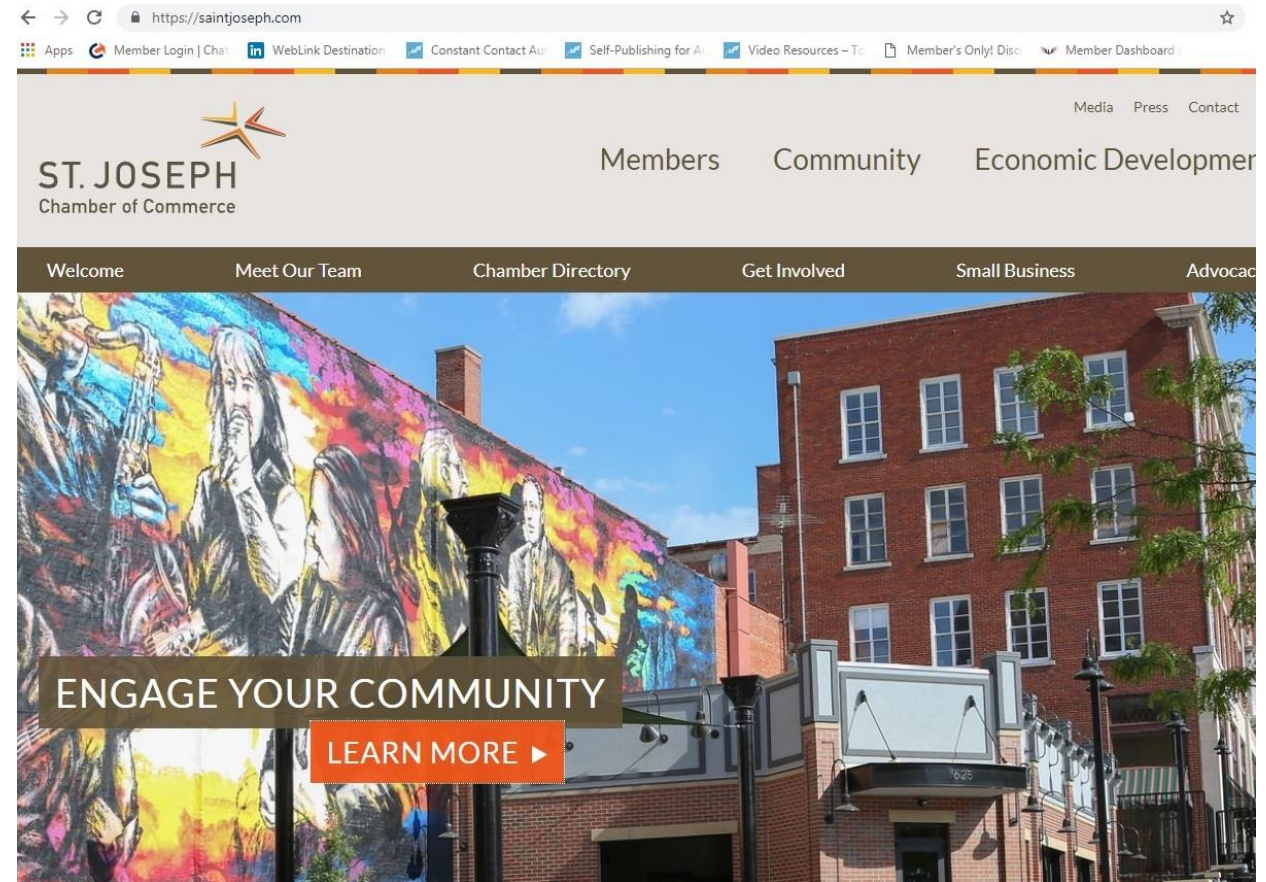 https://saintjoseph.com
Apps Member Login | Chat WebLink Destination Constant Contact Au Self-Publishing for Au Video Resources – To Member's Only! Disc Member Dashboard
Media Press Contact
Members Community Economic Developmen
ST. JOSEPH
Chamber of Commerce
Welcome Meet Our Team Chamber Directory Get Involved Small Business Advocac
ENGAGE YOUR COMMUNITY
LEARN MORE
625